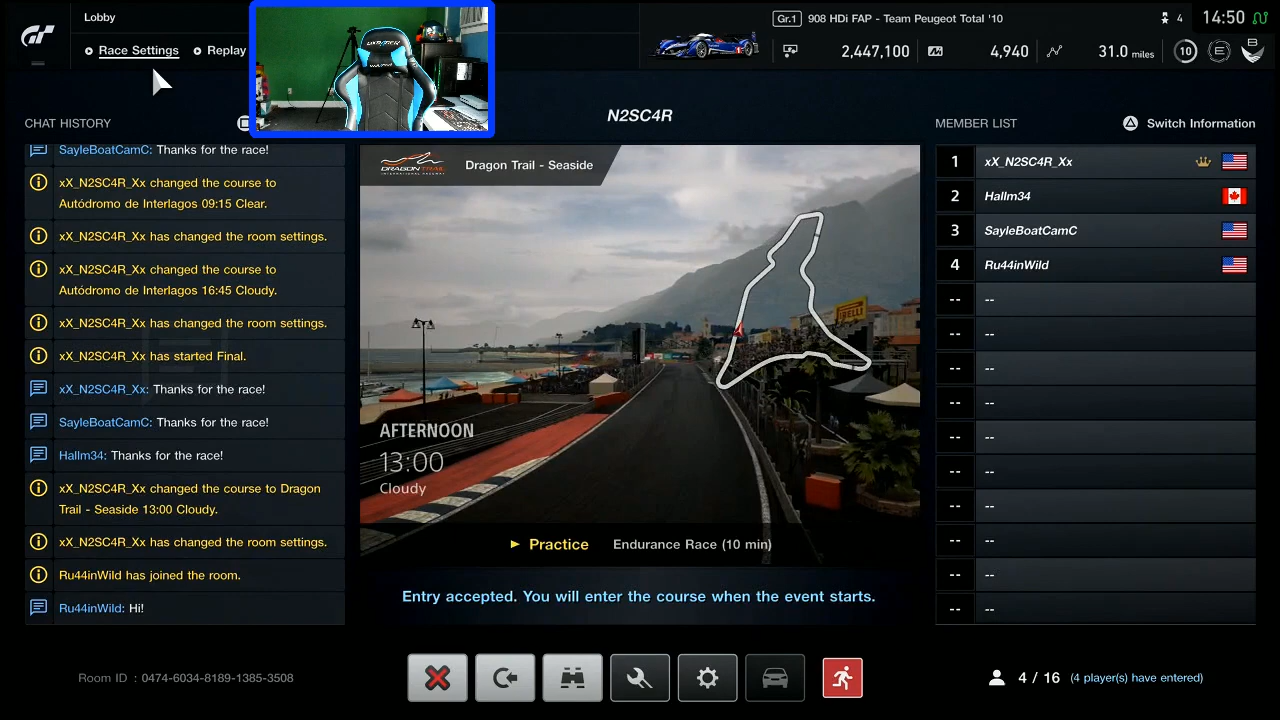 Lobby
Race Settings
Replay
Gr.1 908 HDi FAP - Team Peugeot Total '10
4
14:50
2,447,100
4,940
31.0 miles
10
E
B
CHAT HISTORY
N2SC4R
MEMBER LIST
Switch Information
SayleBoatCamC: Thanks for the race!
xX_N2SC4R_Xx changed the course to
Autódromo de Interlagos 09:15 Clear.
xX_N2SC4R_Xx has changed the room settings.
xX_N2SC4R_Xx changed the course to
Autódromo de Interlagos 16:45 Cloudy.
xX_N2SC4R_Xx has changed the room settings.
xX_N2SC4R_Xx has started Final.
xX_N2SC4R_Xx: Thanks for the race!
SayleBoatCamC: Thanks for the race!
Hallm34: Thanks for the race!
xX_N2SC4R_Xx changed the course to Dragon
Trail - Seaside 13:00 Cloudy.
xX_N2SC4R_Xx has changed the room settings.
Ru44inWild has joined the room.
Ru44inWild: Hi!
DRAGON TRAIL
INTERNATIONAL RACEWAY
Dragon Trail - Seaside
PIRELLI
AFTERNOON
13:00
Cloudy
Practice Endurance Race (10 min)
Entry accepted. You will enter the course when the event starts.
1 xX_N2SC4R_Xx
2 Hallm34
3 SayleBoatCamC
4 Ru44inWild
-- --
-- --
-- --
-- --
-- --
-- --
-- --
-- --
-- --
-- --
Room ID : 0474-6034-8189-1385-3508
4 / 16 (4 player(s) have entered)